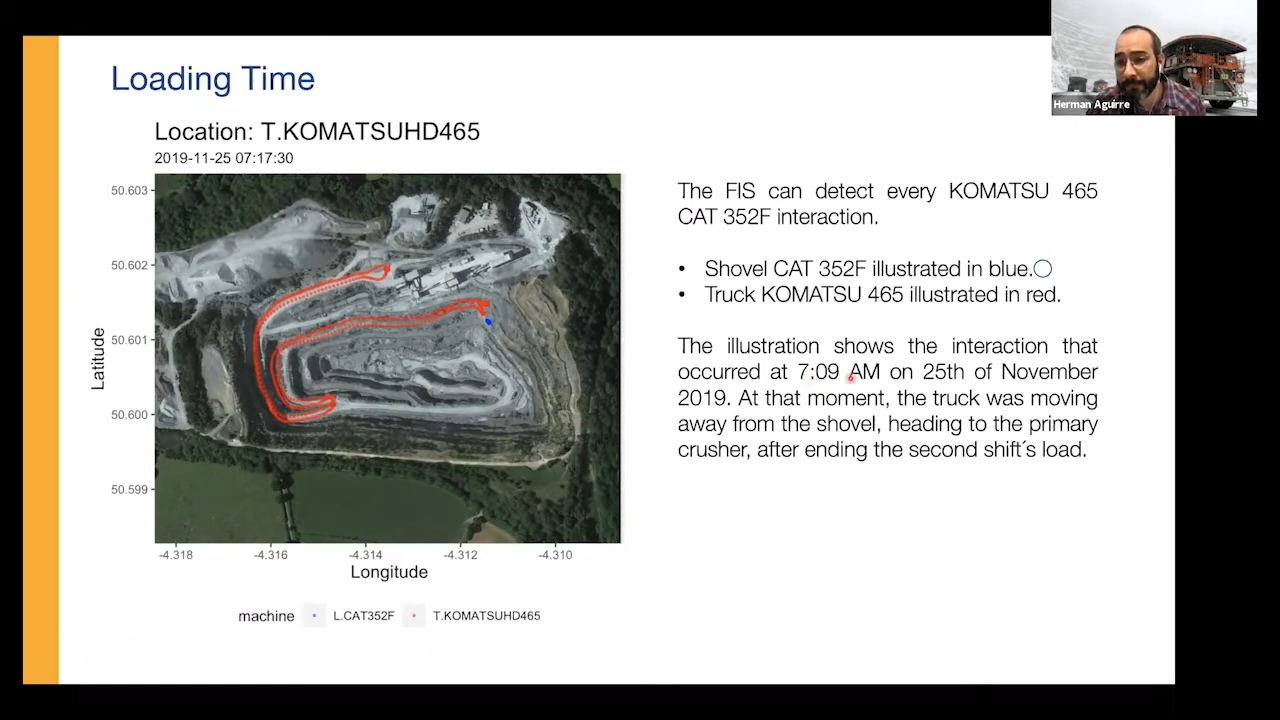 Loading Time
Herman Aguirre
Location: T.KOMATSUHD465
2019-11-25 07:17:30
50.603
50.602
50.601
50.600
50.599
Latitude
-4.318 -4.316 -4.314 -4.312 -4.310
Longitude
machine L.CAT352F T.KOMATSUHD465
The FIS can detect every KOMATSU 465
CAT 352F interaction.
• Shovel CAT 352F illustrated in blue.
• Truck KOMATSU 465 illustrated in red.
The illustration shows the interaction that
occurred at 7:09 AM on 25th of November
2019. At that moment, the truck was moving
away from the shovel, heading to the primary
crusher, after ending the second shift´s load.